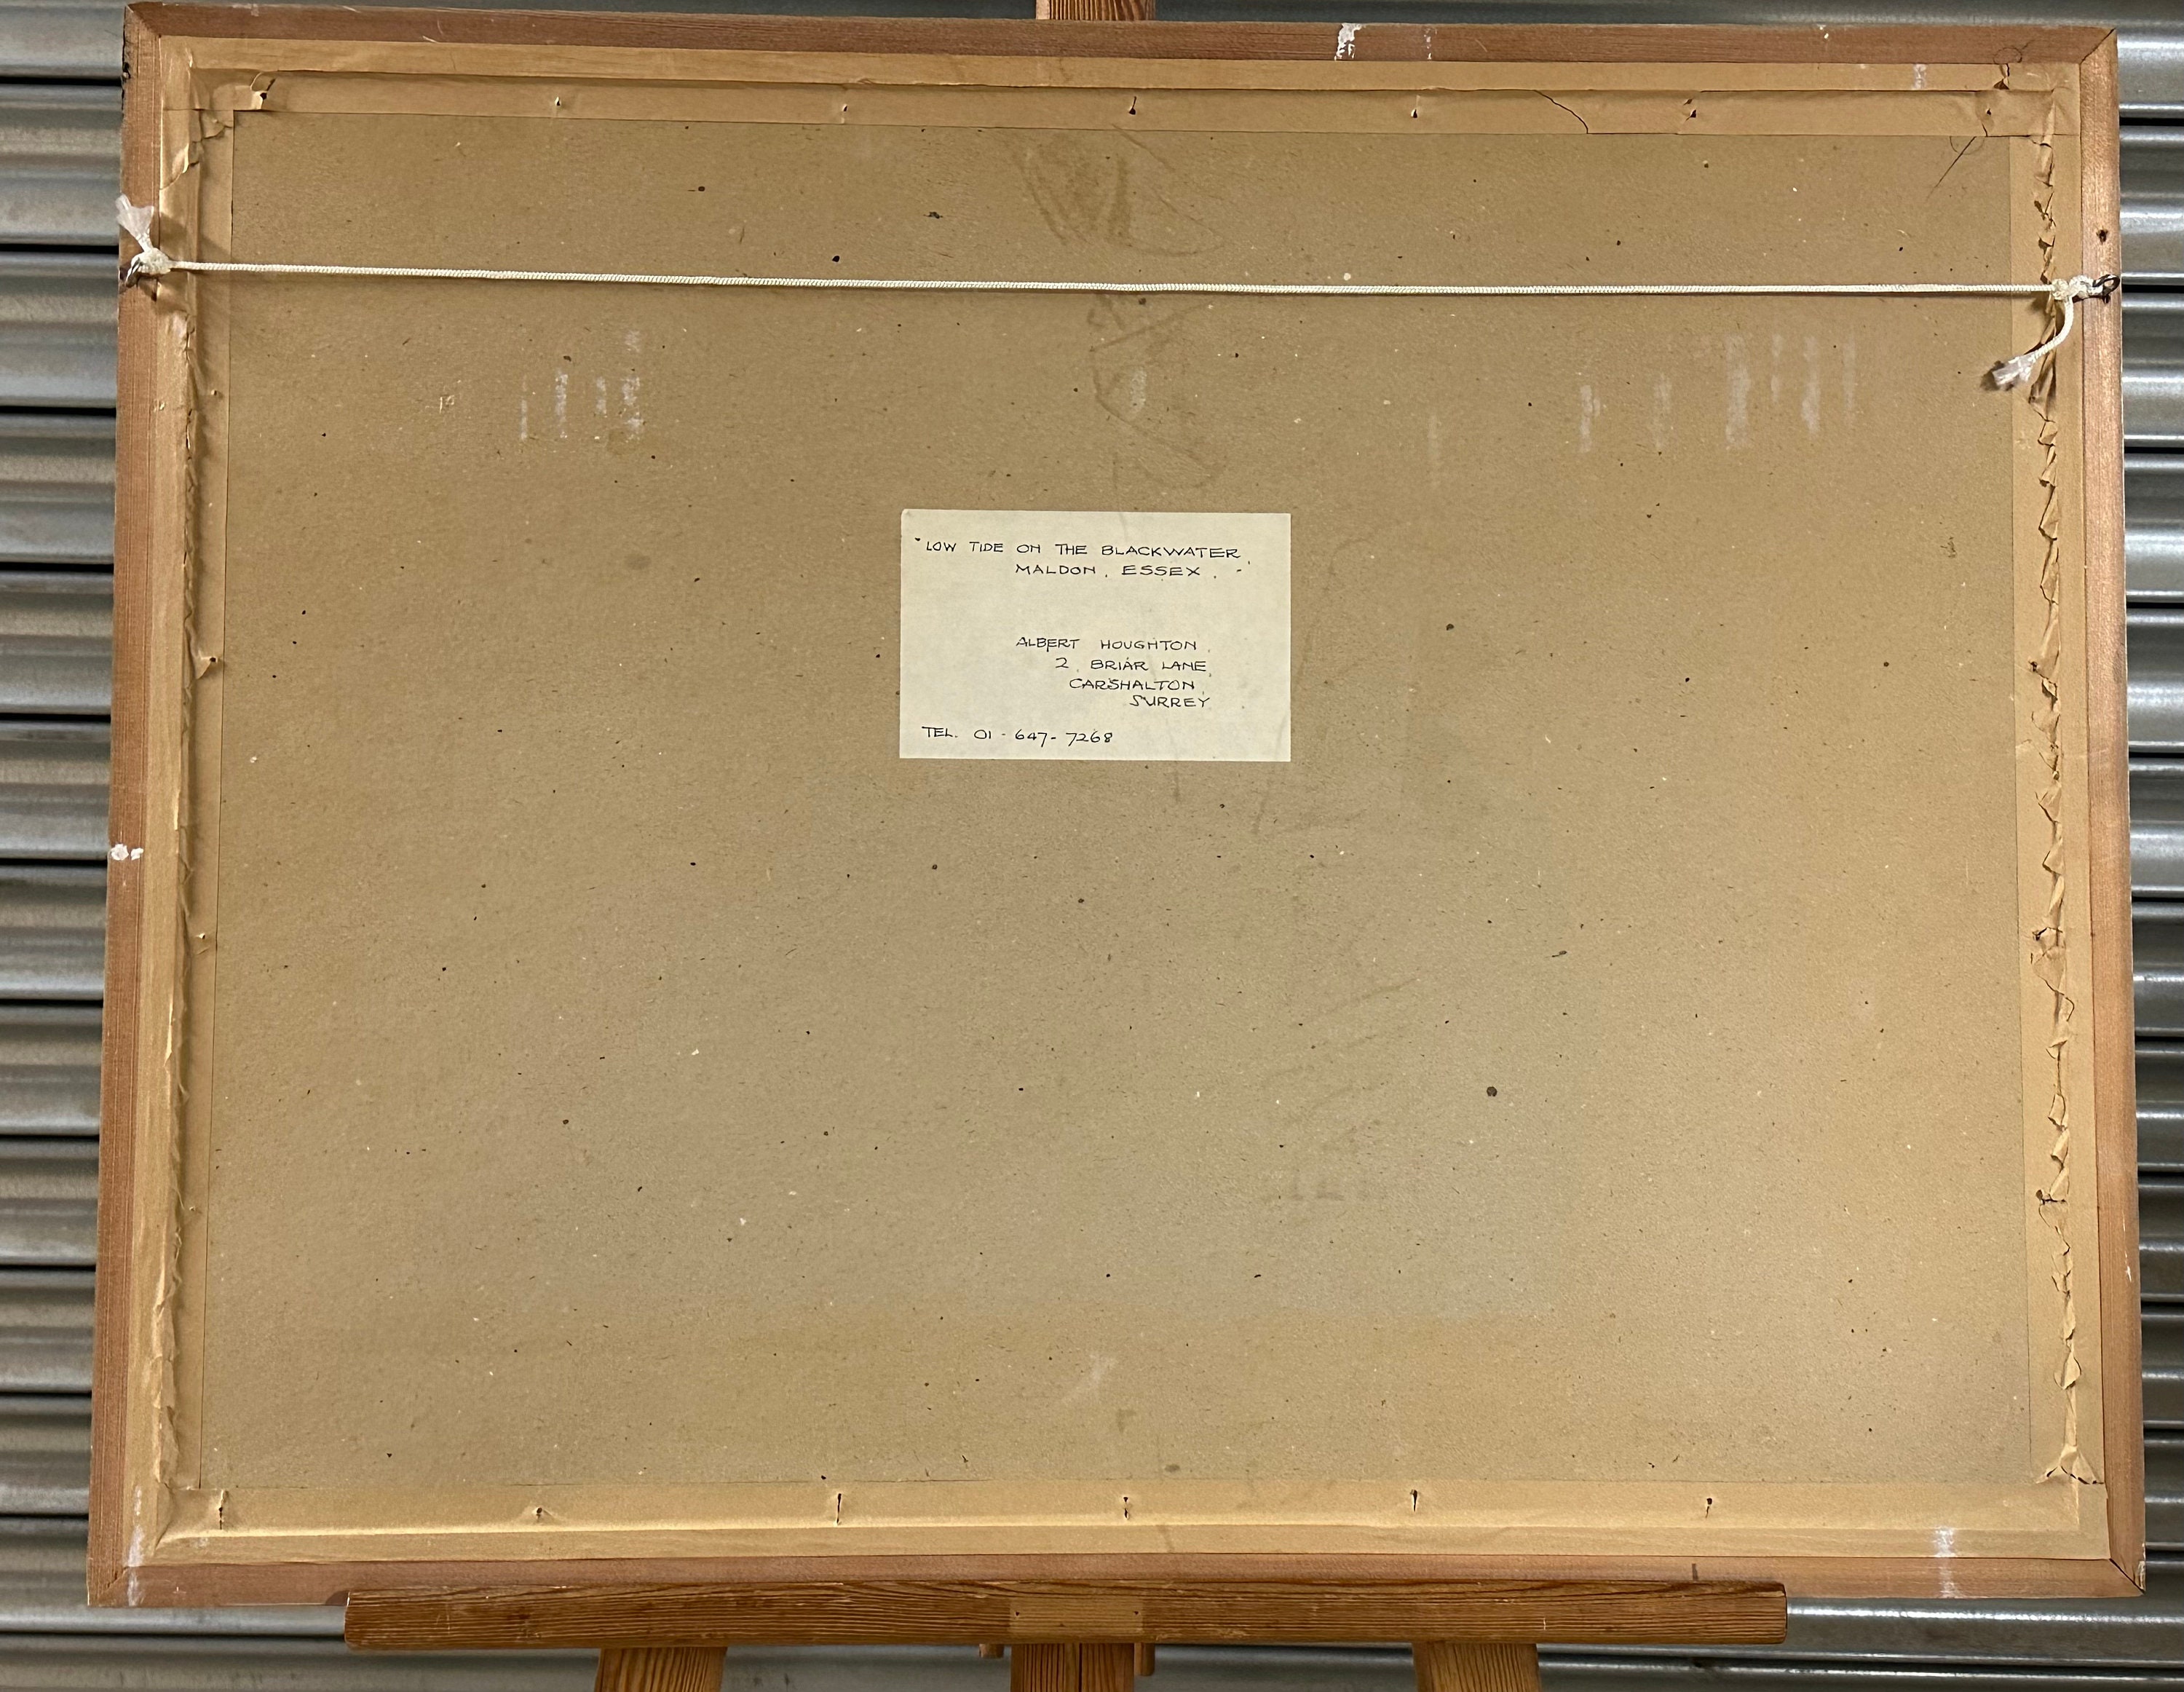 "LOW TIDE ON THE BLACKWATER,
MALDON, ESSEX."
ALBERT HOUGHTON,
2, BRIAR LANE,
CARSHALTON,
SURREY
TEL. 01-647-7268